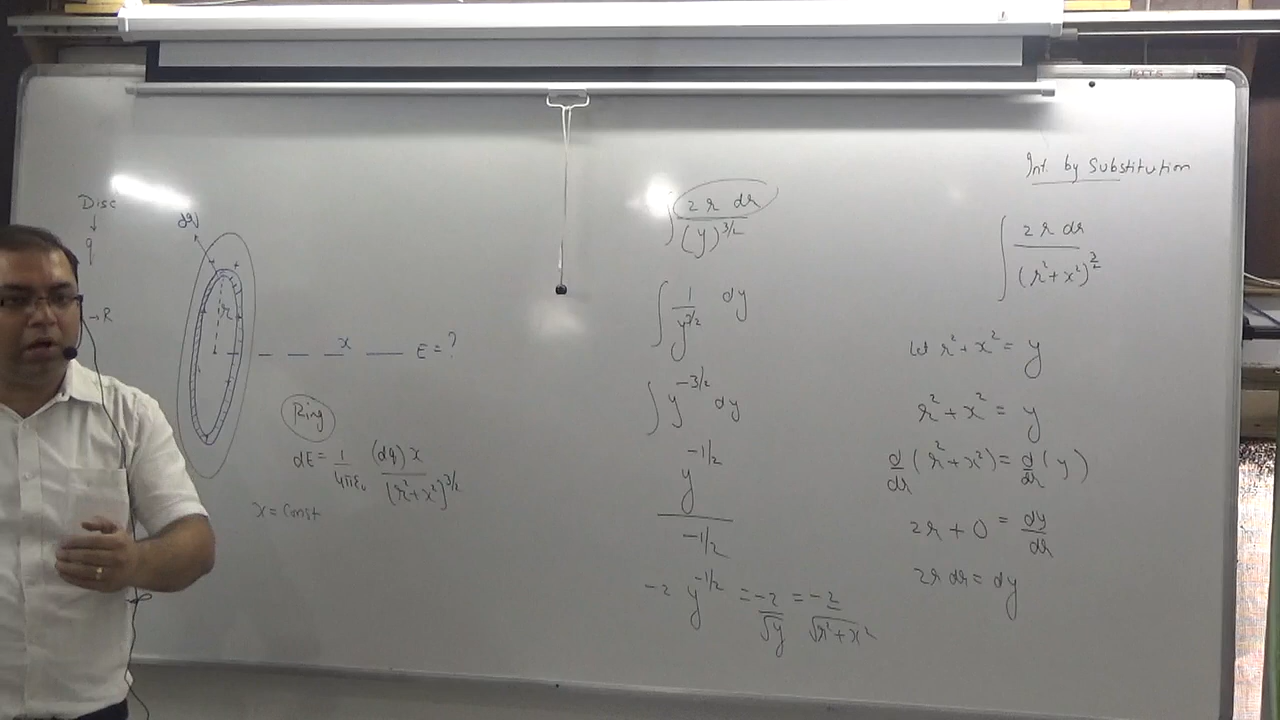 Disc
↓
q
→R
dq
r
x E = ?
Ring
dE = 1/4πε₀ (dq) x/(r²+x²)^3/2
x = Const
∫ 2 r dr/(y)^3/2
∫ 1/y^3/2 dy
∫ y^-3/2 dy
y^-1/2/-1/2
-2 y^-1/2 = -2/√y = -2/√r²+x²
Int. by Substitution
∫ 2 r dr/(r²+x²)^3/2
Let r²+x² = y
r²+x² = y
d/dr (r²+x²) = d/dr (y)
2r + 0 = dy/dr
2r dr = dy